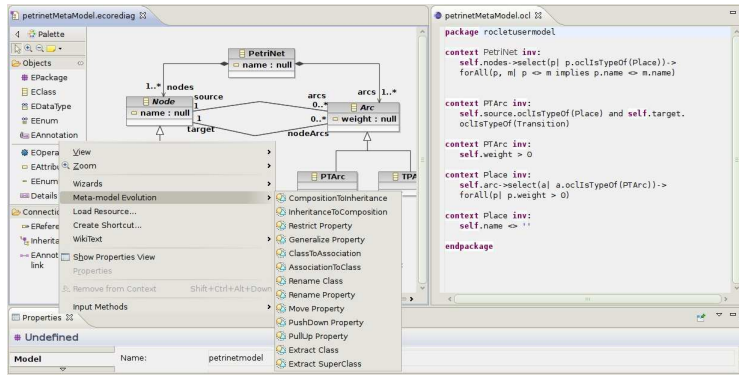 petrinetMetaModel.ecorediag
Palette
Objects
EPackage
EClass
EDataType
EEnum
EAnnotation
EOpera
EAttribu
EEnum
Details
Connectio
ERefere
Inherita
EAnnot
link
PetriNet
name : null
1..* nodes
arcs 1..*
Node
name : null
source
1
1
target
arcs
0..*
0..*
nodeArcs
Arc
weight : null
PTArc
TPA
View
Zoom
Wizards
Meta-model Evolution
Load Resource...
Create Shortcut...
WikiText
Show Properties View
Properties
Remove from Context Shift+Ctrl+Alt+Down
Input Methods
CompositionToInheritance
InheritanceToComposition
Restrict Property
Generalize Property
ClassToAssociation
AssociationToClass
Rename Class
Rename Property
Move Property
PushDown Property
PullUp Property
Extract Class
Extract SuperClass
petrinetMetaModel.ocl
package rocletusermodel
context PetriNet inv:
self.nodes->select(p| p.oclIsTypeOf(Place))->
forAll(p, m| p <> m implies p.name <> m.name)
context PTArc inv:
self.source.oclIsTypeOf(Place) and self.target.
oclIsTypeOf(Transition)
context PTArc inv:
self.weight > 0
context Place inv:
self.arc->select(a| a.oclIsTypeOf(PTArc))->
forAll(p| p.weight > 0)
context Place inv:
self.name <> ''
endpackage
Properties
Undefined
Model
Name: petrinetmodel